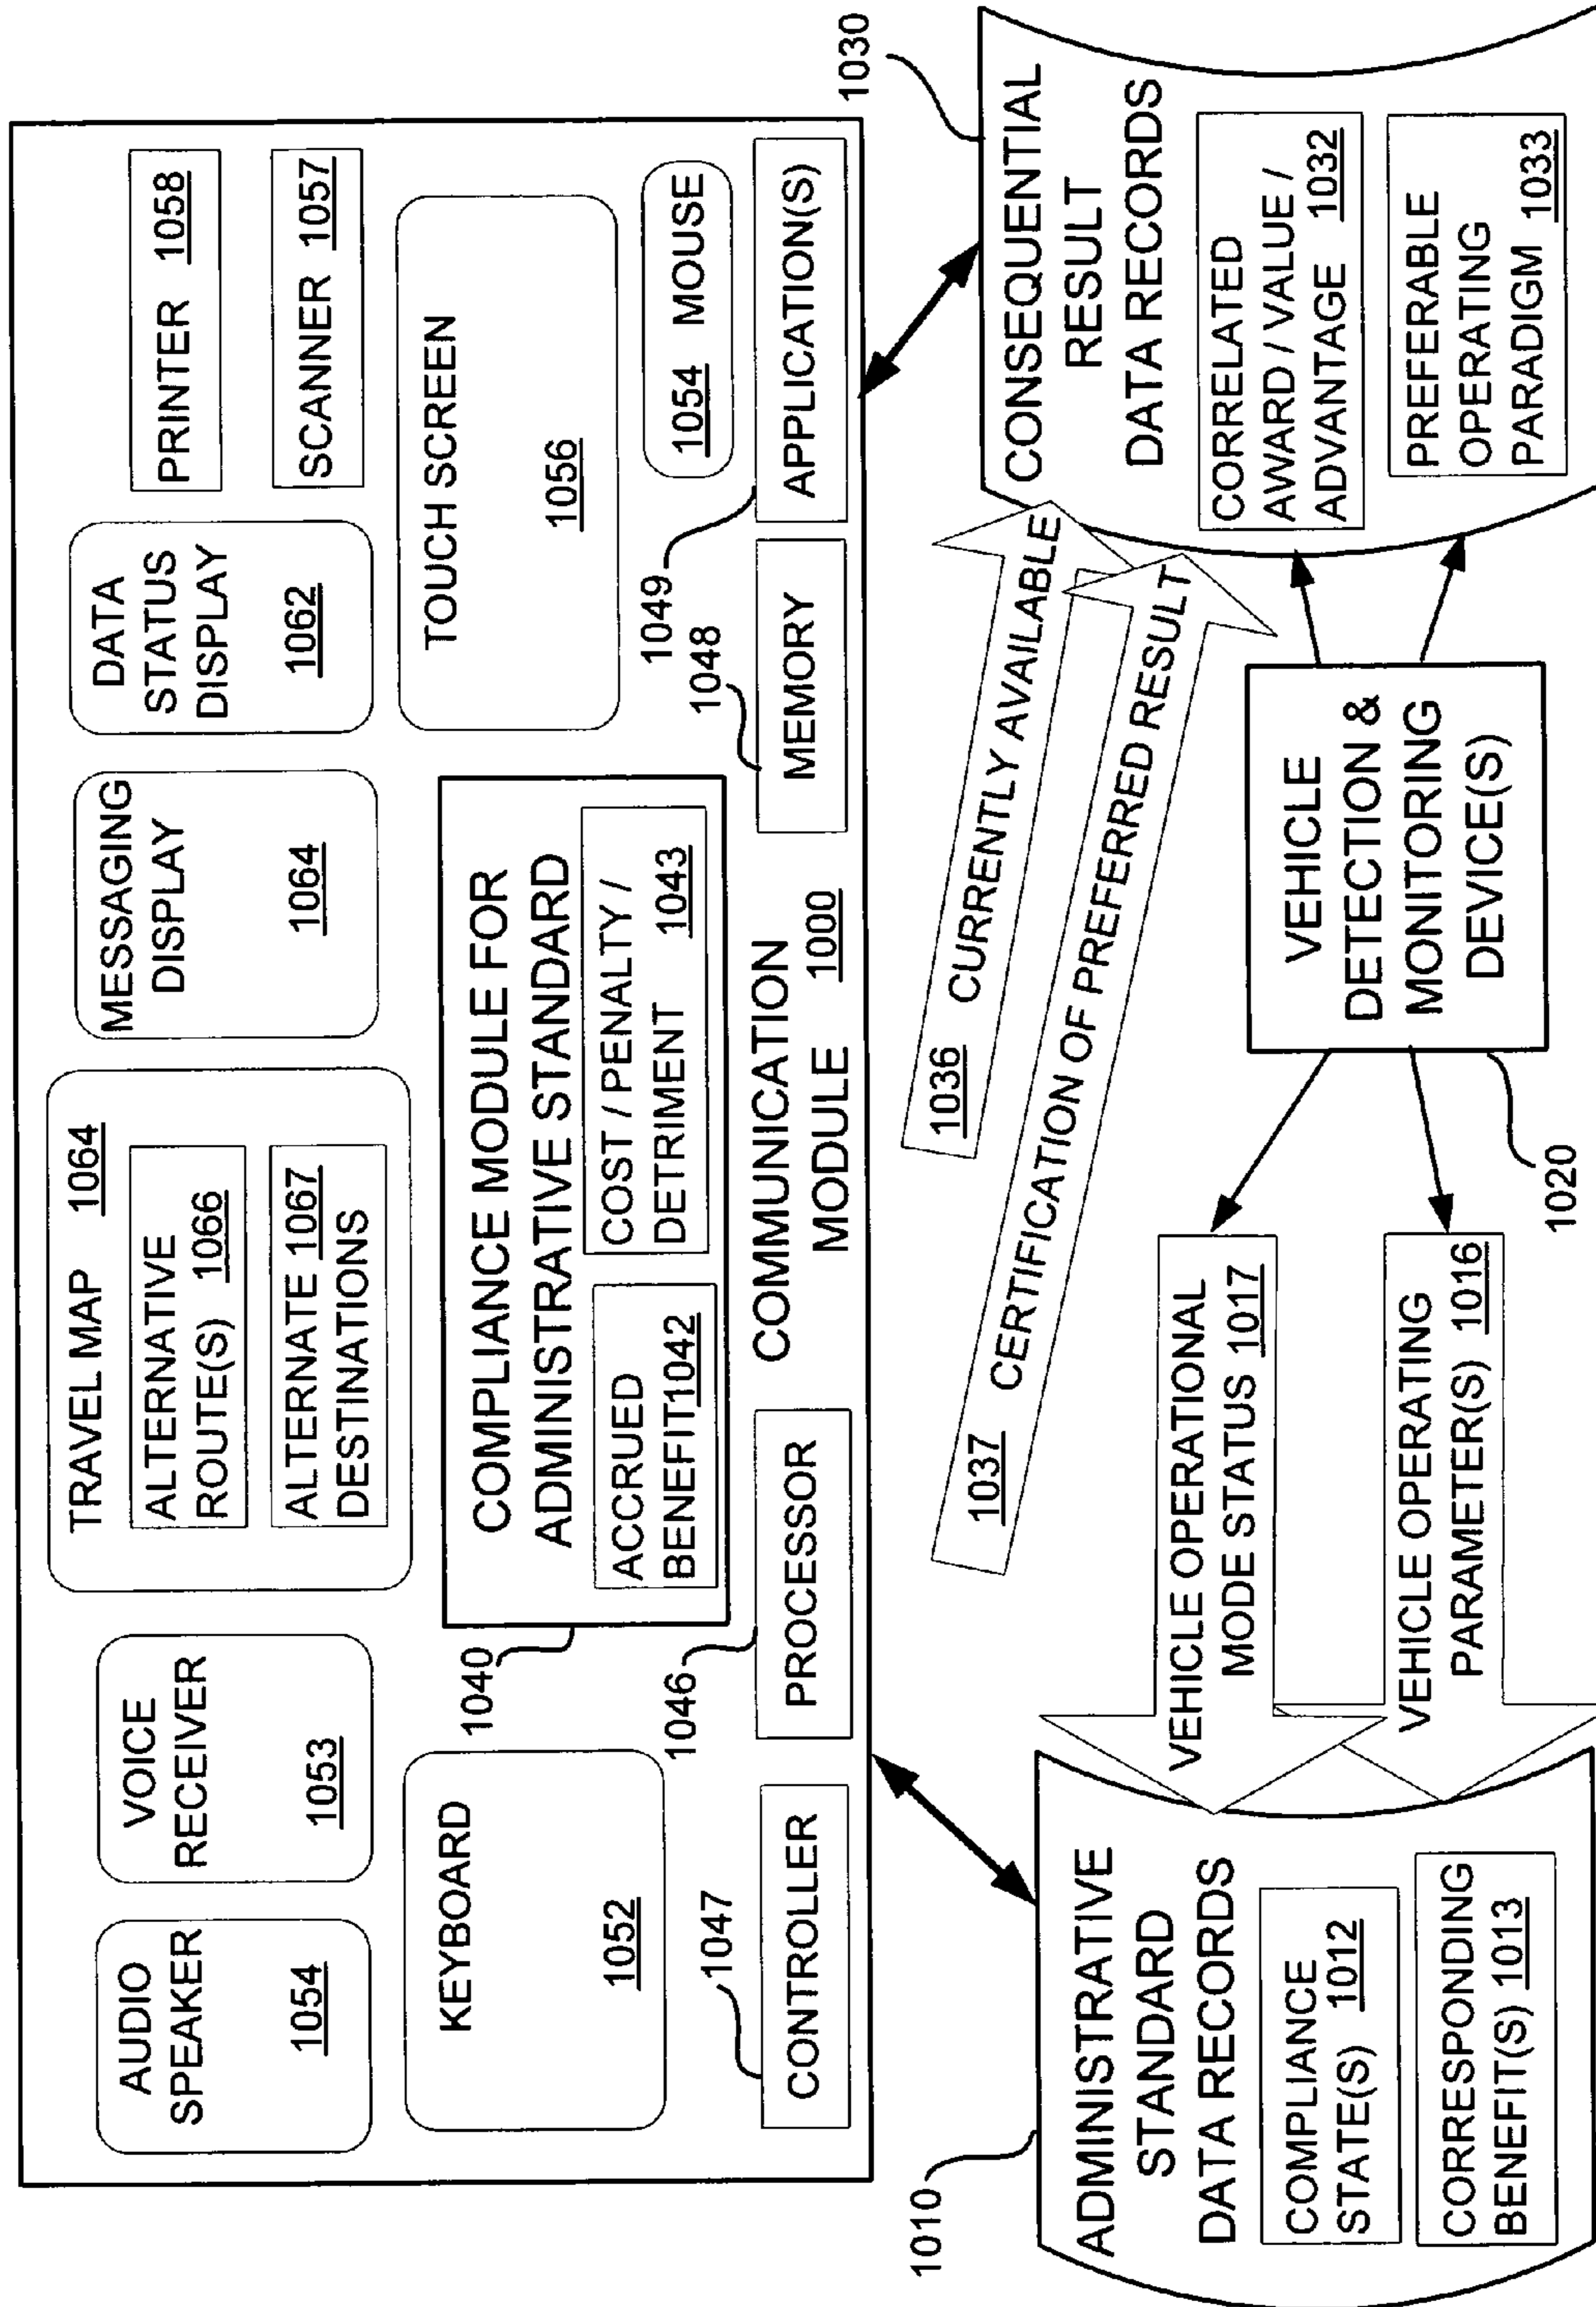 AUDIO
SPEAKER
1054
VOICE
RECEIVER
1053
TRAVEL MAP 1064
ALTERNATIVE
ROUTE(S) 1066
ALTERNATE 1067
DESTINATIONS
MESSAGING
DISPLAY
1064
DATA
STATUS
DISPLAY
1062
PRINTER 1058
SCANNER 1057
KEYBOARD
1052
1040
COMPLIANCE MODULE FOR
ADMINISTRATIVE STANDARD
ACCRUED
BENEFIT 1042
COST / PENALTY /
DETRIMENT 1043
TOUCH SCREEN
1056
1054 MOUSE
1047
CONTROLLER
1046
PROCESSOR
COMMUNICATION
MODULE 1000
1048
MEMORY
1049
APPLICATION(S)
1010
ADMINISTRATIVE
STANDARD
DATA RECORDS
COMPLIANCE
STATE(S) 1012
CORRESPONDING
BENEFIT(S) 1013
1036 CURRENTLY AVAILABLE
1037 CERTIFICATION OF PREFERRED RESULT
VEHICLE OPERATIONAL
MODE STATUS 1017
VEHICLE OPERATING
PARAMETER(S) 1016
VEHICLE
DETECTION &
MONITORING
DEVICE(S)
1020
1030
CONSEQUENTIAL
RESULT
DATA RECORDS
CORRELATED
AWARD / VALUE /
ADVANTAGE 1032
PREFERABLE
OPERATING
PARADIGM 1033